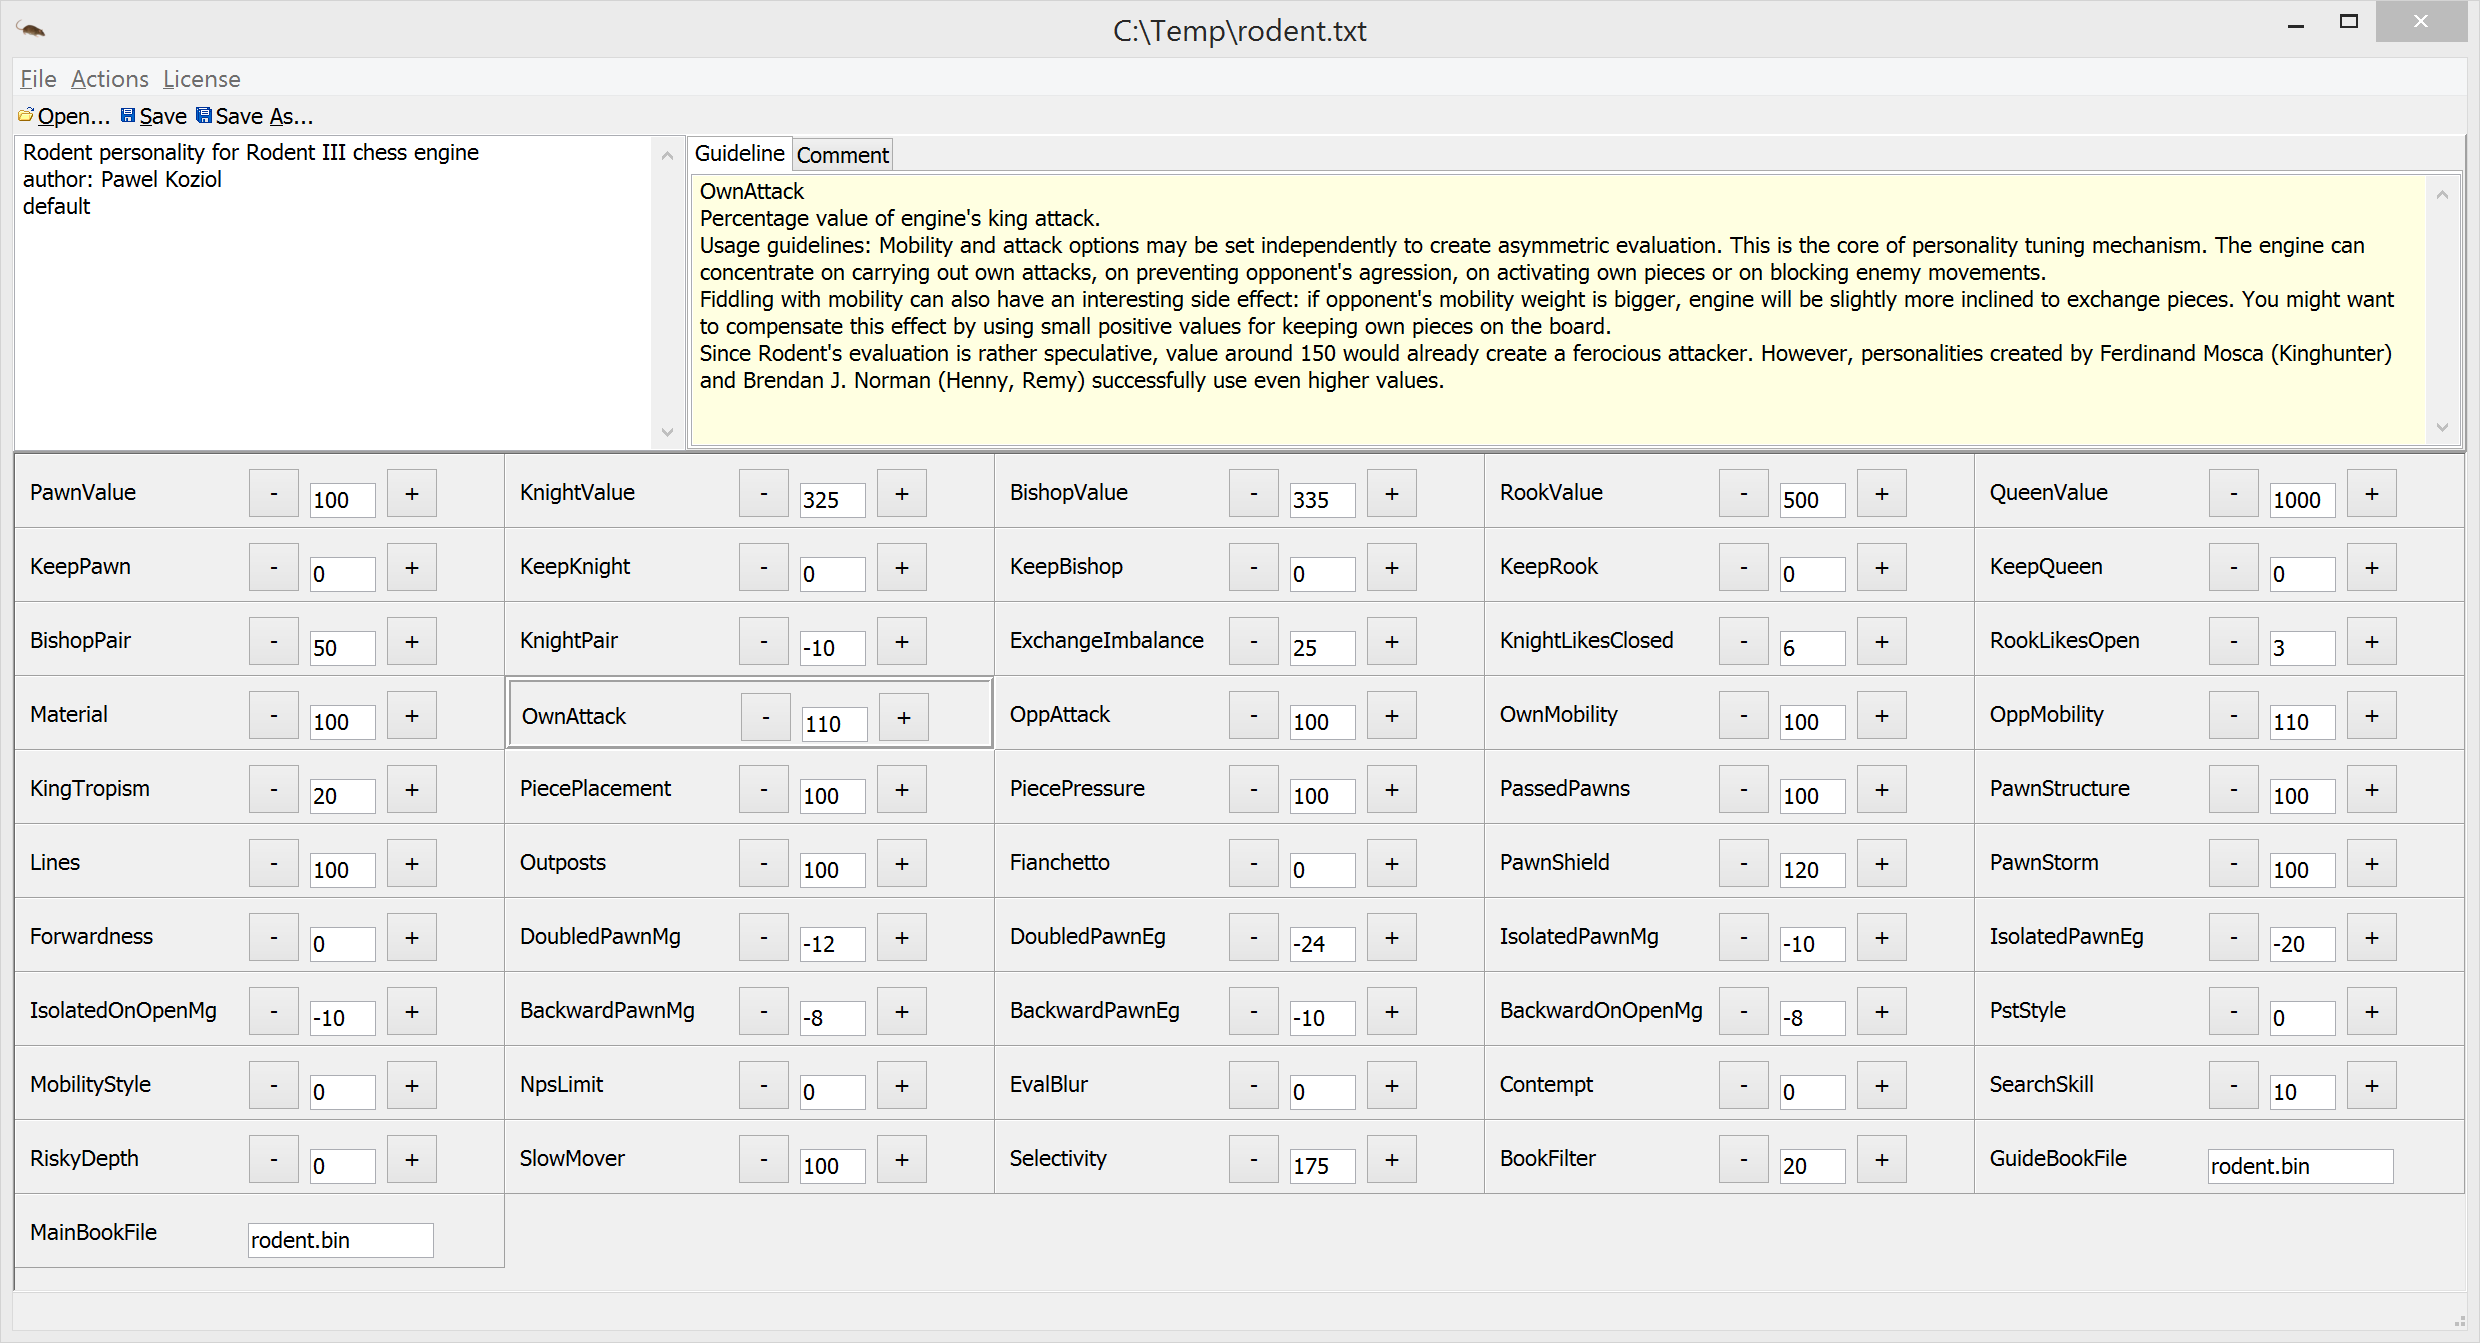 C:\Temp\rodent.txt
File Actions License
Open... Save Save As...
Rodent personality for Rodent III chess engine
author: Pawel Koziol
default
Guideline Comment
OwnAttack
Percentage value of engine's king attack.
Usage guidelines: Mobility and attack options may be set independently to create asymmetric evaluation. This is the core of personality tuning mechanism. The engine can
concentrate on carrying out own attacks, on preventing opponent's agression, on activating own pieces or on blocking enemy movements.
Fiddling with mobility can also have an interesting side effect: if opponent's mobility weight is bigger, engine will be slightly more inclined to exchange pieces. You might want
to compensate this effect by using small positive values for keeping own pieces on the board.
Since Rodent's evaluation is rather speculative, value around 150 would already create a ferocious attacker. However, personalities created by Ferdinand Mosca (Kinghunter)
and Brendan J. Norman (Henny, Remy) successfully use even higher values.
PawnValue - 100 + KnightValue - 325 + BishopValue - 335 + RookValue - 500 + QueenValue - 1000 +
KeepPawn - 0 + KeepKnight - 0 + KeepBishop - 0 + KeepRook - 0 + KeepQueen - 0 +
BishopPair - 50 + KnightPair - -10 + ExchangeImbalance - 25 + KnightLikesClosed - 6 + RookLikesOpen - 3 +
Material - 100 + OwnAttack - 110 + OppAttack - 100 + OwnMobility - 100 + OppMobility - 110 +
KingTropism - 20 + PiecePlacement - 100 + PiecePressure - 100 + PassedPawns - 100 + PawnStructure - 100 +
Lines - 100 + Outposts - 100 + Fianchetto - 0 + PawnShield - 120 + PawnStorm - 100 +
Forwardness - 0 + DoubledPawnMg - -12 + DoubledPawnEg - -24 + IsolatedPawnMg - -10 + IsolatedPawnEg - -20 +
IsolatedOnOpenMg - -10 + BackwardPawnMg - -8 + BackwardPawnEg - -10 + BackwardOnOpenMg - -8 + PstStyle - 0 +
MobilityStyle - 0 + NpsLimit - 0 + EvalBlur - 0 + Contempt - 0 + SearchSkill - 10 +
RiskyDepth - 0 + SlowMover - 100 + Selectivity - 175 + BookFilter - 20 + GuideBookFile rodent.bin
MainBookFile rodent.bin